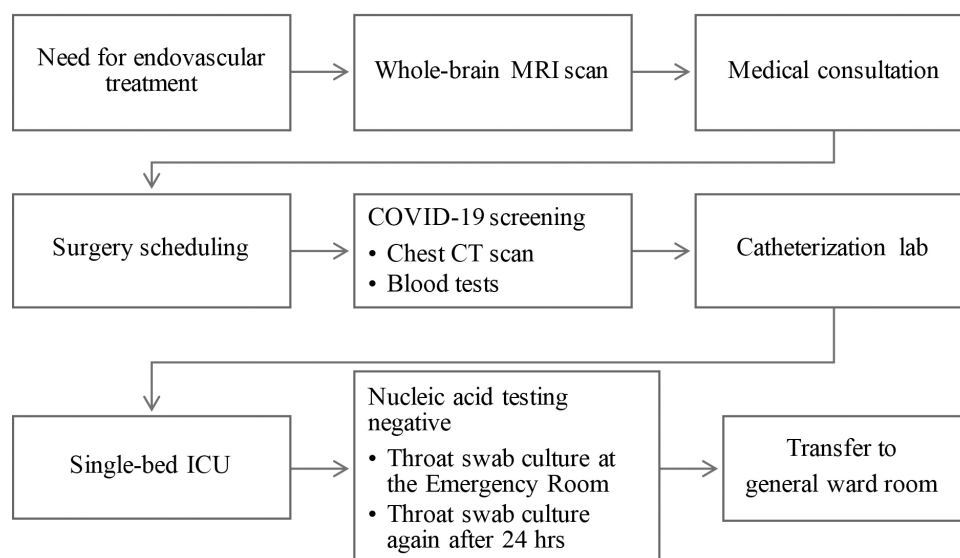 Need for endovascular
treatment
Whole-brain MRI scan
Medical consultation
Surgery scheduling
COVID-19 screening
• Chest CT scan
• Blood tests
Catheterization lab
Single-bed ICU
Nucleic acid testing
negative
• Throat swab culture at
the Emergency Room
• Throat swab culture
again after 24 hrs
Transfer to
general ward room